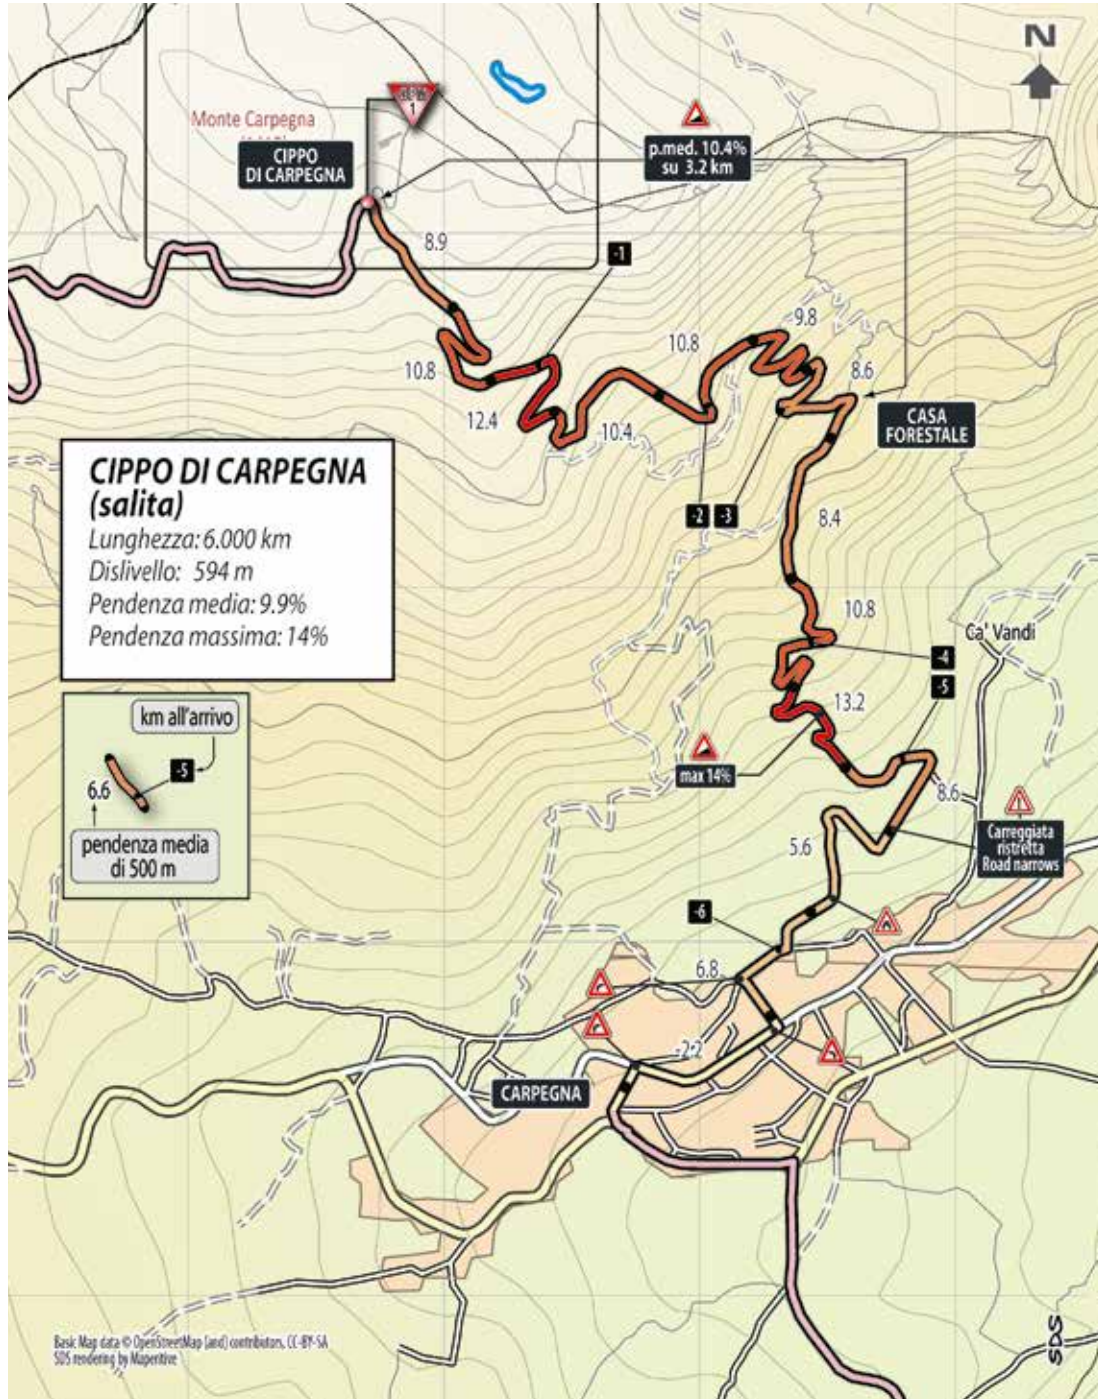 N
G.P.M.
1
Monte Carpegna
CIPPO
DI CARPEGNA
p.med. 10.4%
su 3.2 km
8.9
-1
9.8
10.8
8.6
10.8
12.4
10.4
CASA
FORESTALE
CIPPO DI CARPEGNA
(salita)
Lunghezza: 6.000 km
Dislivello: 594 m
Pendenza media: 9.9%
Pendenza massima: 14%
-2
-3
8.4
10.8
Ca' Vandi
-4
-5
13.2
km all'arrivo
-5
6.6
pendenza media
di 500 m
max 14%
8.6
Carreggiata
ristretta
Road narrows
5.6
-6
6.8
-2.2
CARPEGNA
Basic Map data © OpenStreetMap (and) contributors, CC-BY-SA
SDS rendering by Maperitive
SDS